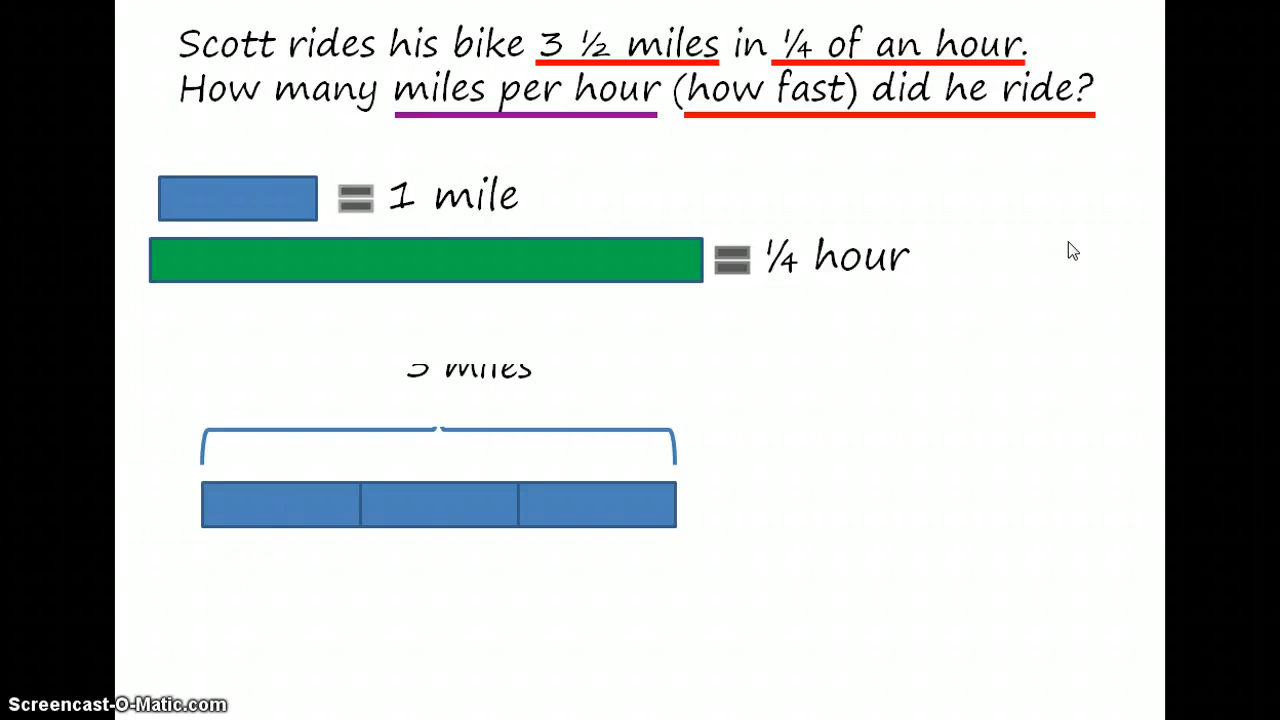 Scott rides his bike 3 ½ miles in ¼ of an hour.
How many miles per hour (how fast) did he ride?
= 1 mile
= ¼ hour
3 miles
Screencast-O-Matic.com